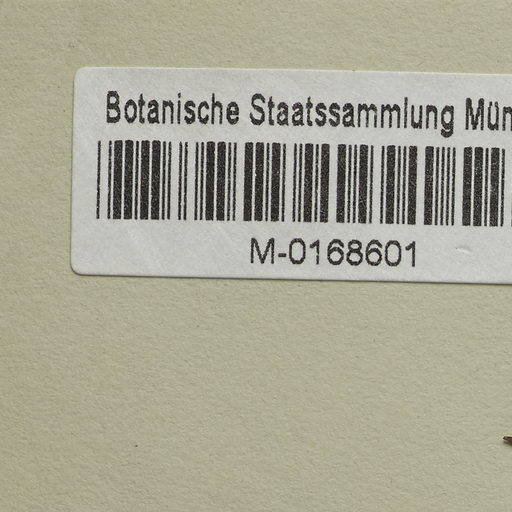 Botanische Staatssammlung Mün
M-0168601